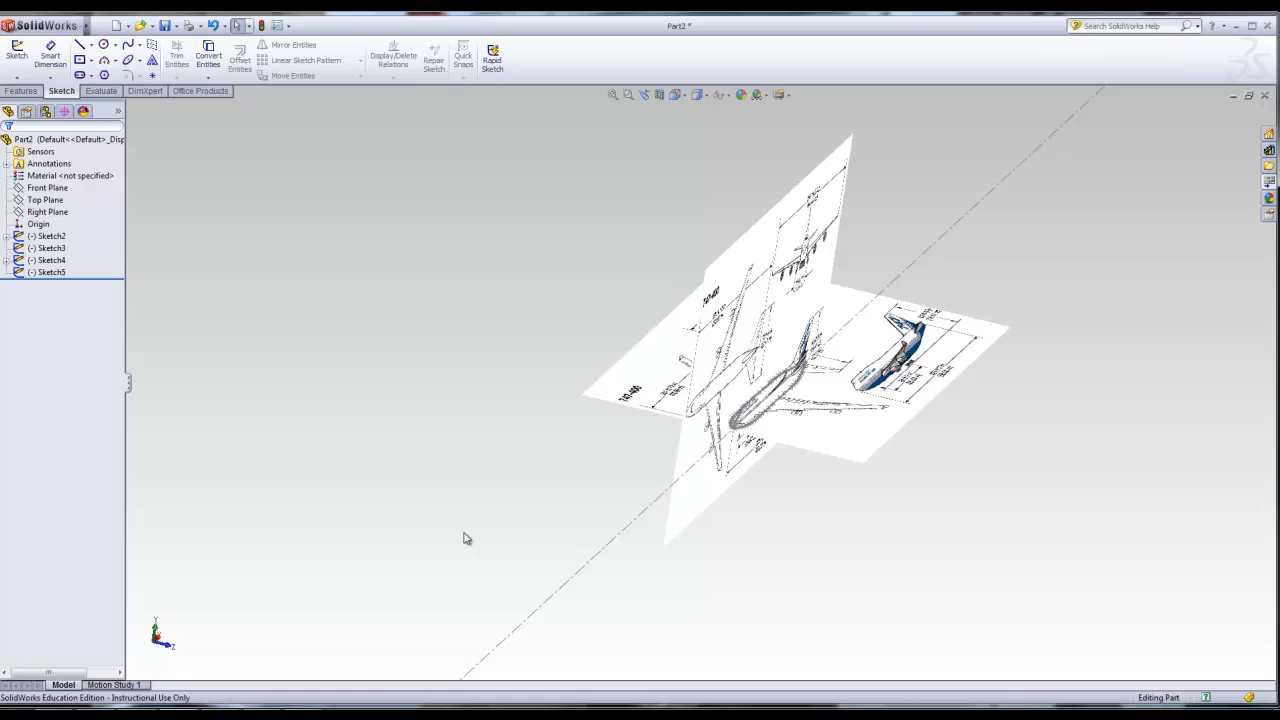 SolidWorks
Part2 *
Search SolidWorks Help
Sketch
Smart Dimension
Trim Entities
Convert Entities
Offset Entities
Mirror Entities
Linear Sketch Pattern
Move Entities
Display/Delete Relations
Repair Sketch
Quick Snaps
Rapid Sketch
Features
Sketch
Evaluate
DimXpert
Office Products
Part2 (Default<<Default>_Disp
Sensors
Annotations
Material <not specified>
Front Plane
Top Plane
Right Plane
Origin
(-) Sketch2
(-) Sketch3
(-) Sketch4
(-) Sketch5
Y
Z
Model
Motion Study 1
SolidWorks Education Edition - Instructional Use Only
Editing Part